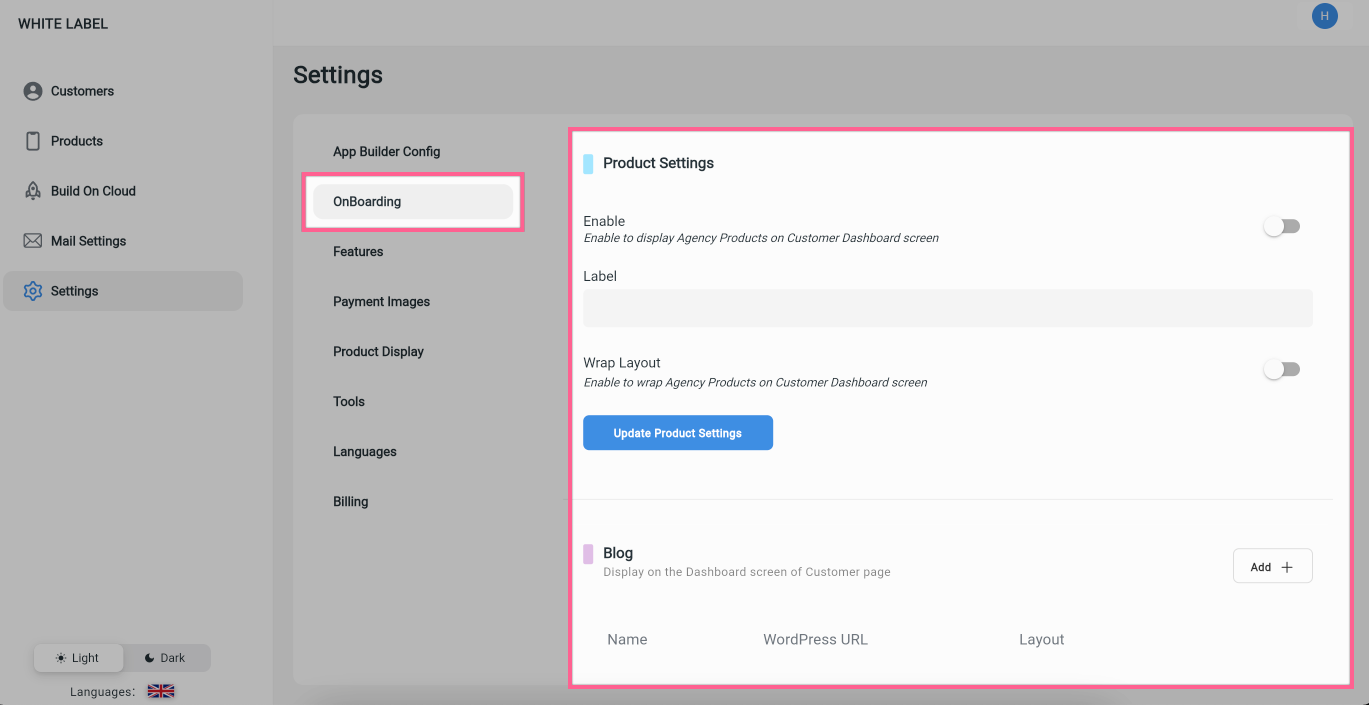 WHITE LABEL
H
Customers
Products
Build On Cloud
Mail Settings
Settings
Light
Dark
Languages:
Settings
App Builder Config
OnBoarding
Features
Payment Images
Product Display
Tools
Languages
Billing
Product Settings
Enable
Enable to display Agency Products on Customer Dashboard screen
Label
Wrap Layout
Enable to wrap Agency Products on Customer Dashboard screen
Update Product Settings
Blog
Display on the Dashboard screen of Customer page
Add +
Name WordPress URL Layout